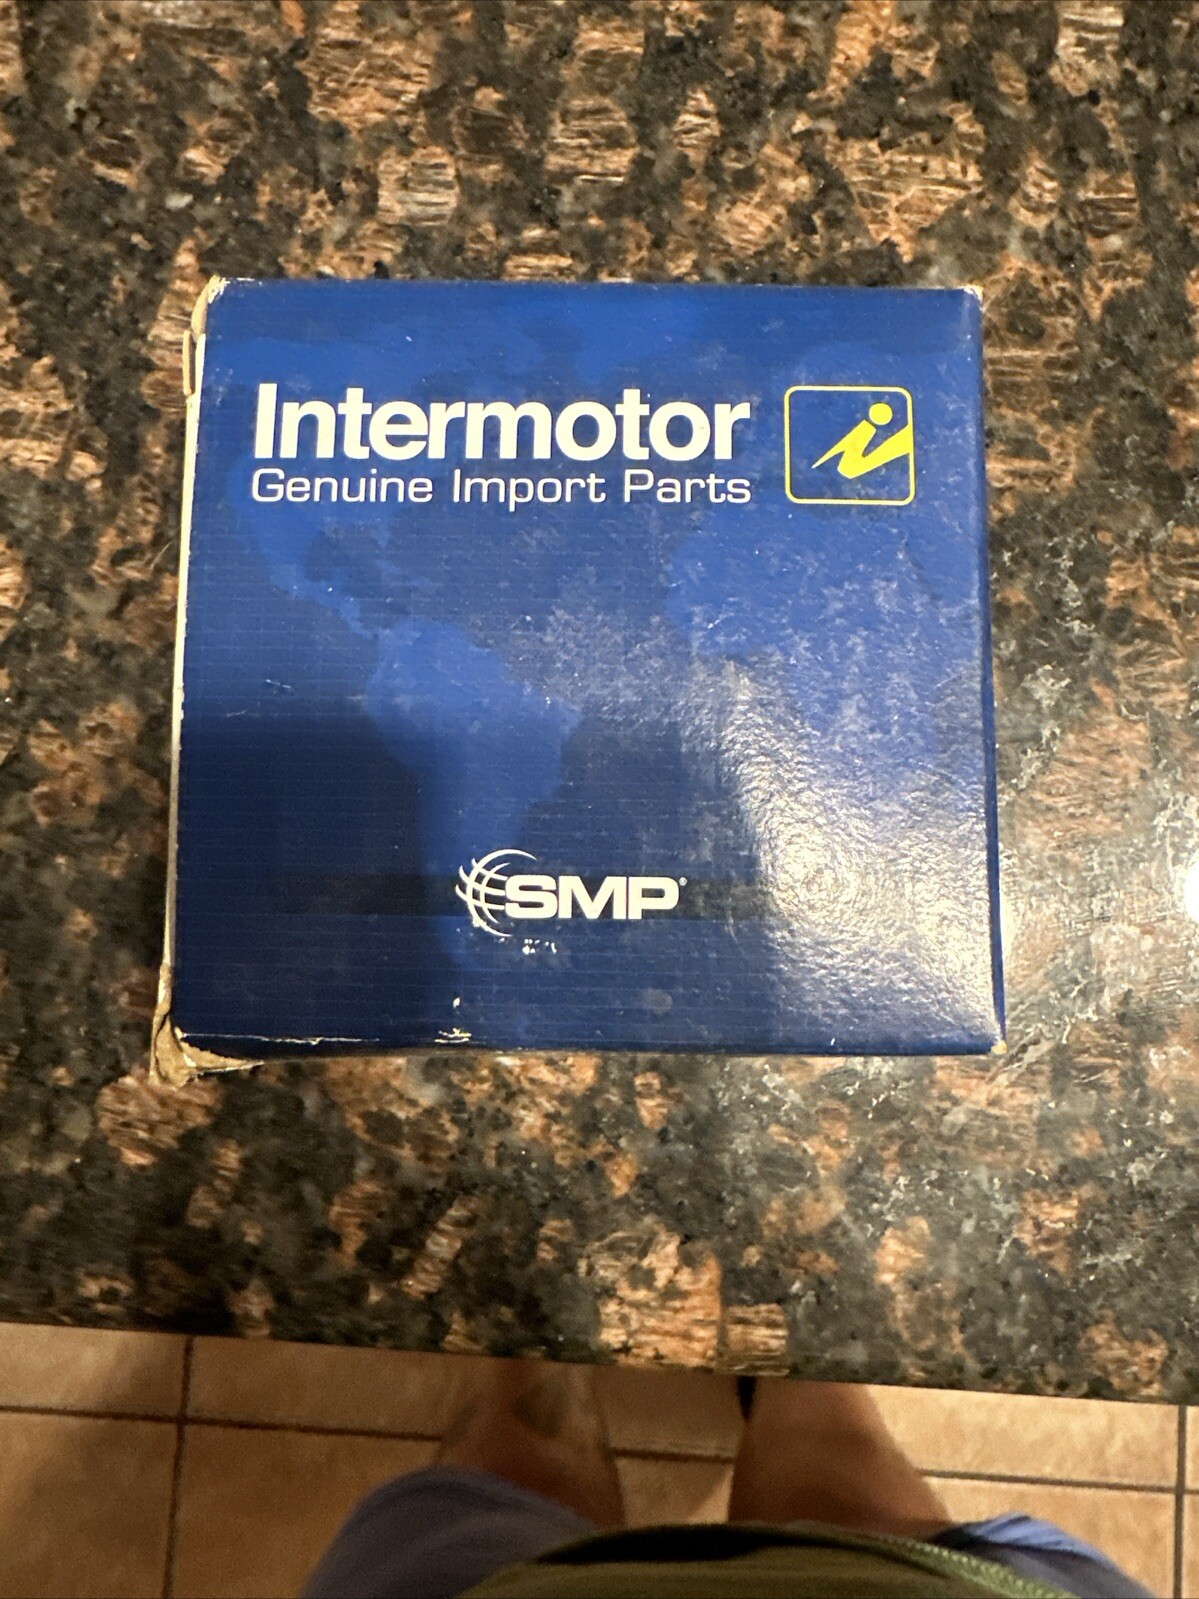 Intermotor
Genuine Import Parts
SMP®